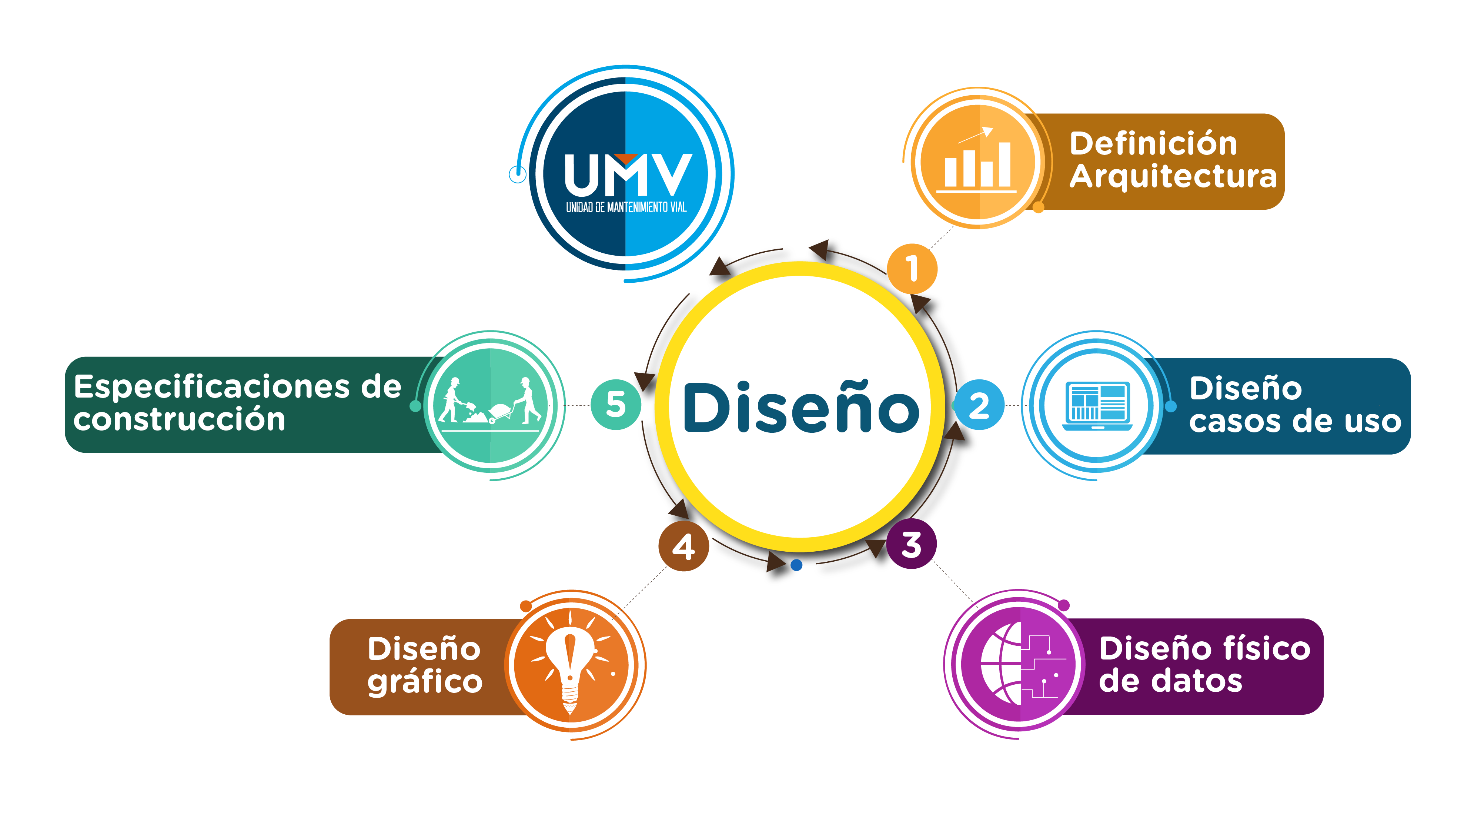 UMV
UNIDAD DE MANTENIMIENTO VIAL
Definición
Arquitectura
1
Diseño
2
Diseño
casos de uso
3
Diseño físico
de datos
4
Diseño
gráfico
5
Especificaciones de
construcción